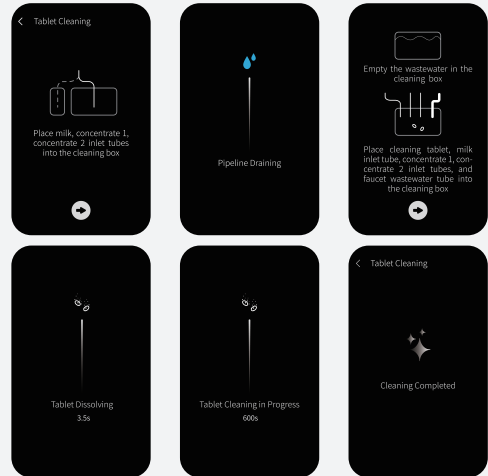 Tablet Cleaning
Place milk, concentrate 1,
concentrate 2 inlet tubes
into the cleaning box
Pipeline Draining
Empty the wastewater in the
cleaning box
Place cleaning tablet, milk
inlet tube, concentrate 1, con-
centrate 2 inlet tubes, and
faucet wastewater tube into
the cleaning box
Tablet Dissolving
3.5s
Tablet Cleaning in Progress
600s
Tablet Cleaning
Cleaning Completed